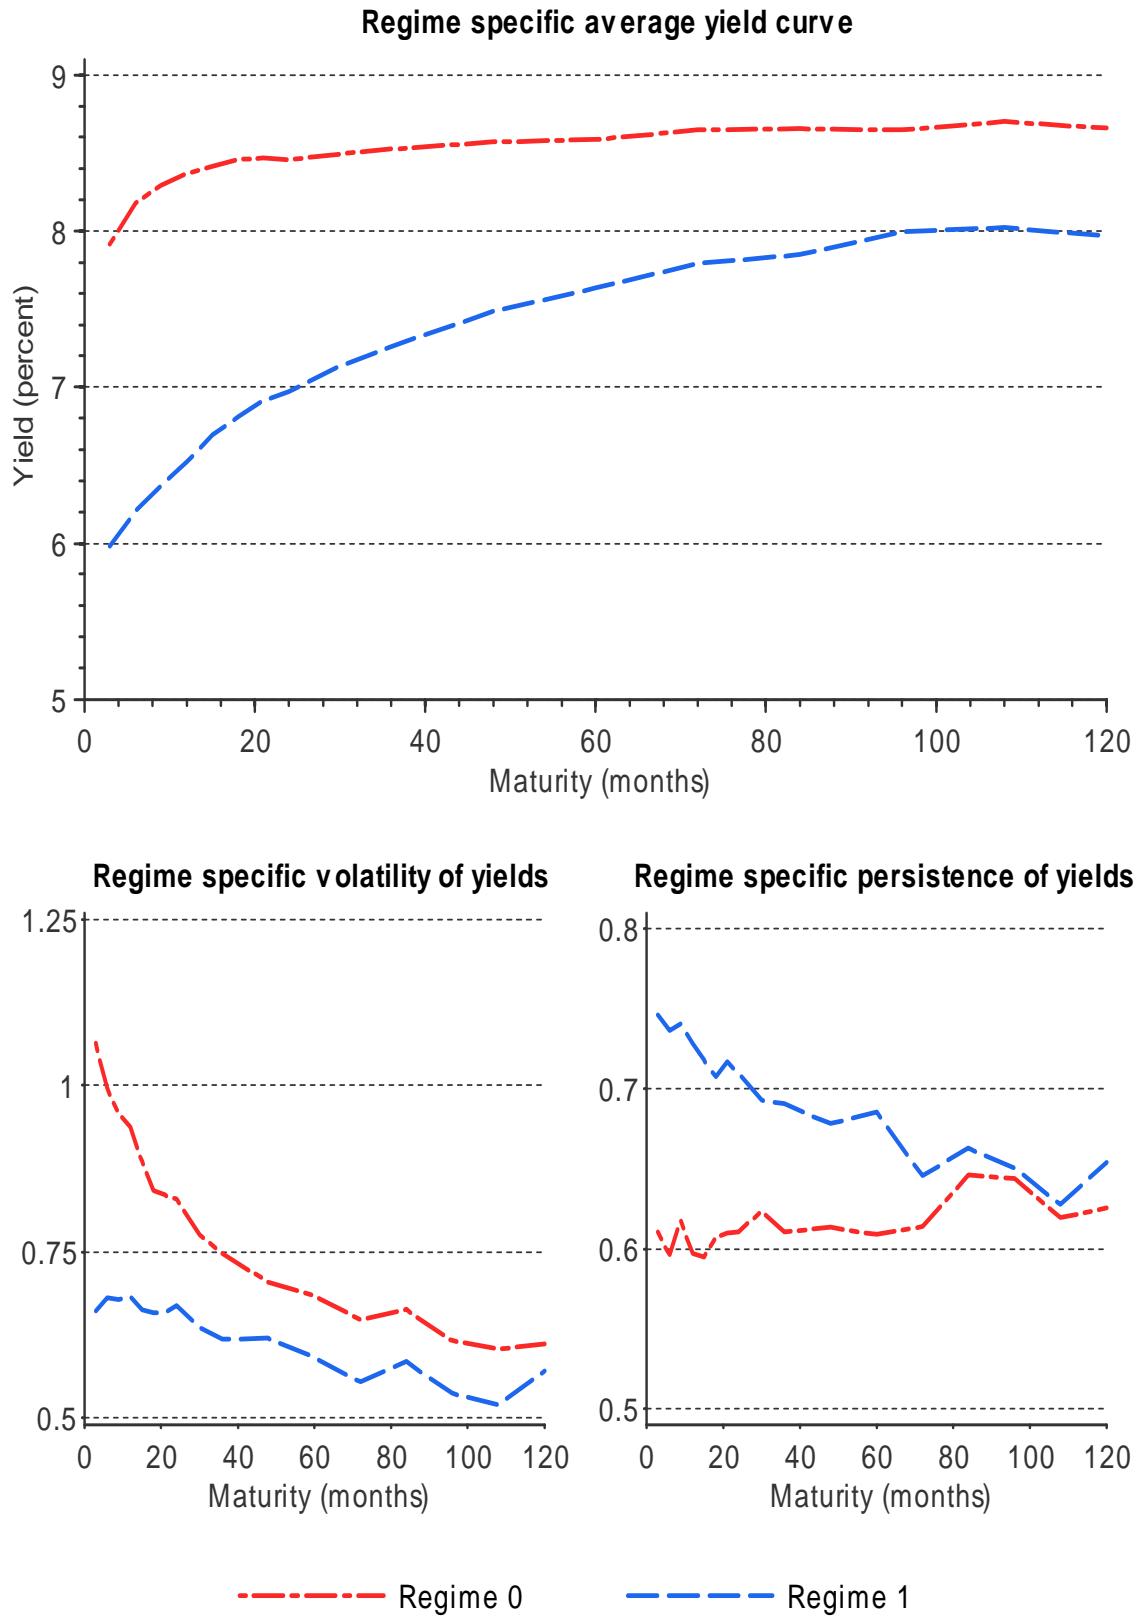 Regime specific average yield curve
9
8
7
6
5
Yield (percent)
0 20 40 60 80 100 120
Maturity (months)
Regime specific volatility of yields
1.25
1
0.75
0.5
0 20 40 60 80 100 120
Maturity (months)
Regime specific persistence of yields
0.8
0.7
0.6
0.5
0 20 40 60 80 100 120
Maturity (months)
Regime 0
Regime 1